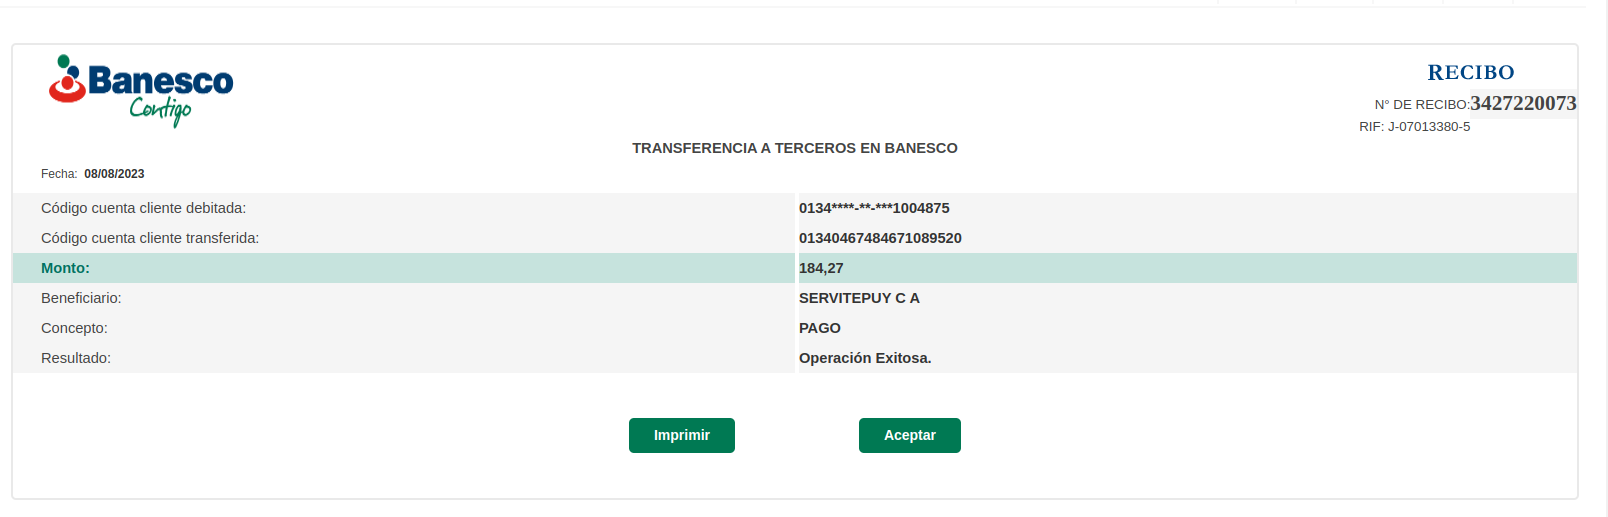 Banesco
Contigo
RECIBO
N° DE RECIBO:3427220073
RIF: J-07013380-5
TRANSFERENCIA A TERCEROS EN BANESCO
Fecha: 08/08/2023
Código cuenta cliente debitada: 0134****-**-***1004875
Código cuenta cliente transferida: 01340467484671089520
Monto: 184,27
Beneficiario: SERVITEPUY C A
Concepto: PAGO
Resultado: Operación Exitosa.
Imprimir Aceptar